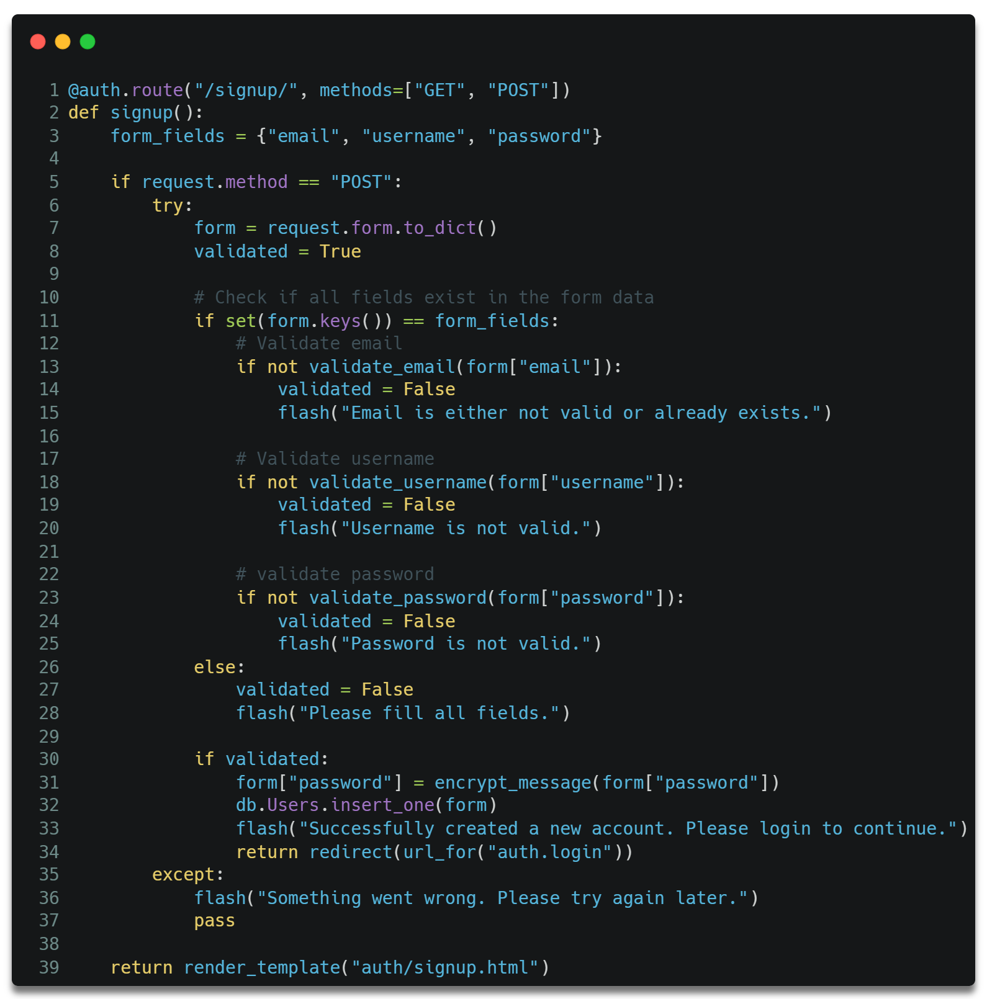 1 @auth.route("/signup/", methods=["GET", "POST"])
2 def signup():
3     form_fields = {"email", "username", "password"}
4
5     if request.method == "POST":
6         try:
7             form = request.form.to_dict()
8             validated = True
9
10             # Check if all fields exist in the form data
11             if set(form.keys()) == form_fields:
12                 # Validate email
13                 if not validate_email(form["email"]):
14                     validated = False
15                     flash("Email is either not valid or already exists.")
16
17                 # Validate username
18                 if not validate_username(form["username"]):
19                     validated = False
20                     flash("Username is not valid.")
21
22                 # validate password
23                 if not validate_password(form["password"]):
24                     validated = False
25                     flash("Password is not valid.")
26             else:
27                 validated = False
28                 flash("Please fill all fields.")
29
30             if validated:
31                 form["password"] = encrypt_message(form["password"])
32                 db.Users.insert_one(form)
33                 flash("Successfully created a new account. Please login to continue.")
34                 return redirect(url_for("auth.login"))
35         except:
36             flash("Something went wrong. Please try again later.")
37             pass
38
39     return render_template("auth/signup.html")